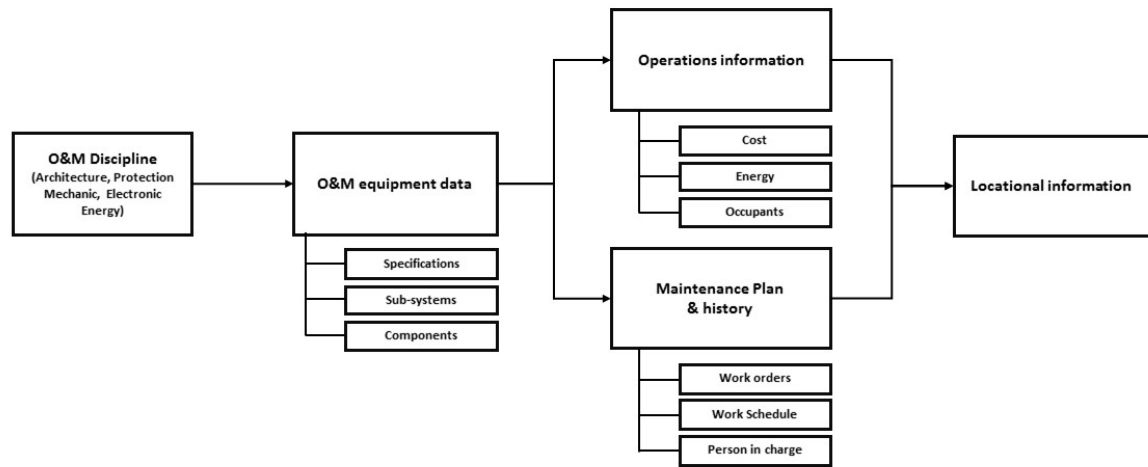 O&M Discipline
(Architecture, Protection
Mechanic, Electronic
Energy)
O&M equipment data
Specifications
Sub-systems
Components
Operations information
Cost
Energy
Occupants
Maintenance Plan
& history
Work orders
Work Schedule
Person in charge
Locational information